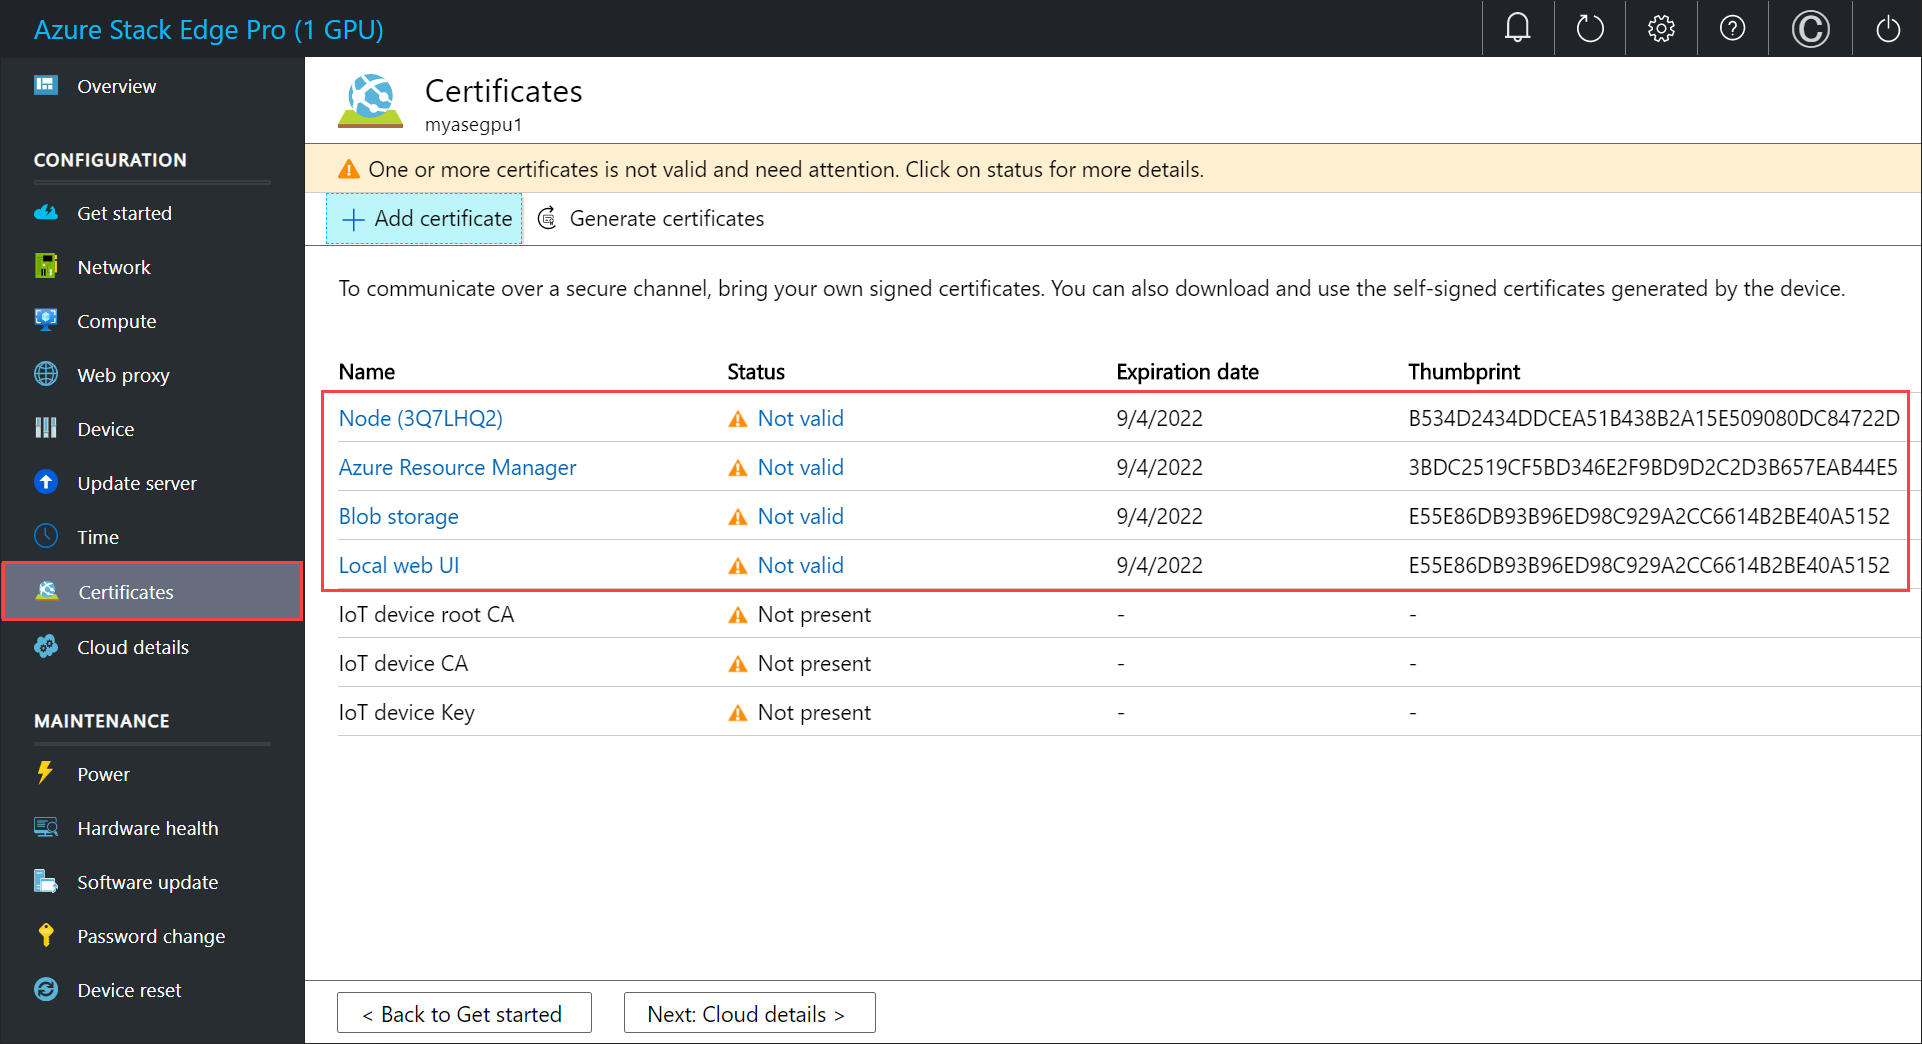 Azure Stack Edge Pro (1 GPU)
Overview
CONFIGURATION
Get started
Network
Compute
Web proxy
Device
Update server
Time
Certificates
Cloud details
MAINTENANCE
Power
Hardware health
Software update
Password change
Device reset
Certificates
myasegpu1
One or more certificates is not valid and need attention. Click on status for more details.
Add certificate Generate certificates
To communicate over a secure channel, bring your own signed certificates. You can also download and use the self-signed certificates generated by the device.
Name Status Expiration date Thumbprint
Node (3Q7LHQ2) Not valid 9/4/2022 B534D2434DDCEA51B438B2A15E509080DC84722D
Azure Resource Manager Not valid 9/4/2022 3BDC2519CF5BD346E2F9BD9D2C2D3B657EAB44E5
Blob storage Not valid 9/4/2022 E55E86DB93B96ED98C929A2CC6614B2BE40A5152
Local web UI Not valid 9/4/2022 E55E86DB93B96ED98C929A2CC6614B2BE40A5152
IoT device root CA Not present - -
IoT device CA Not present - -
IoT device Key Not present - -
< Back to Get started Next: Cloud details >